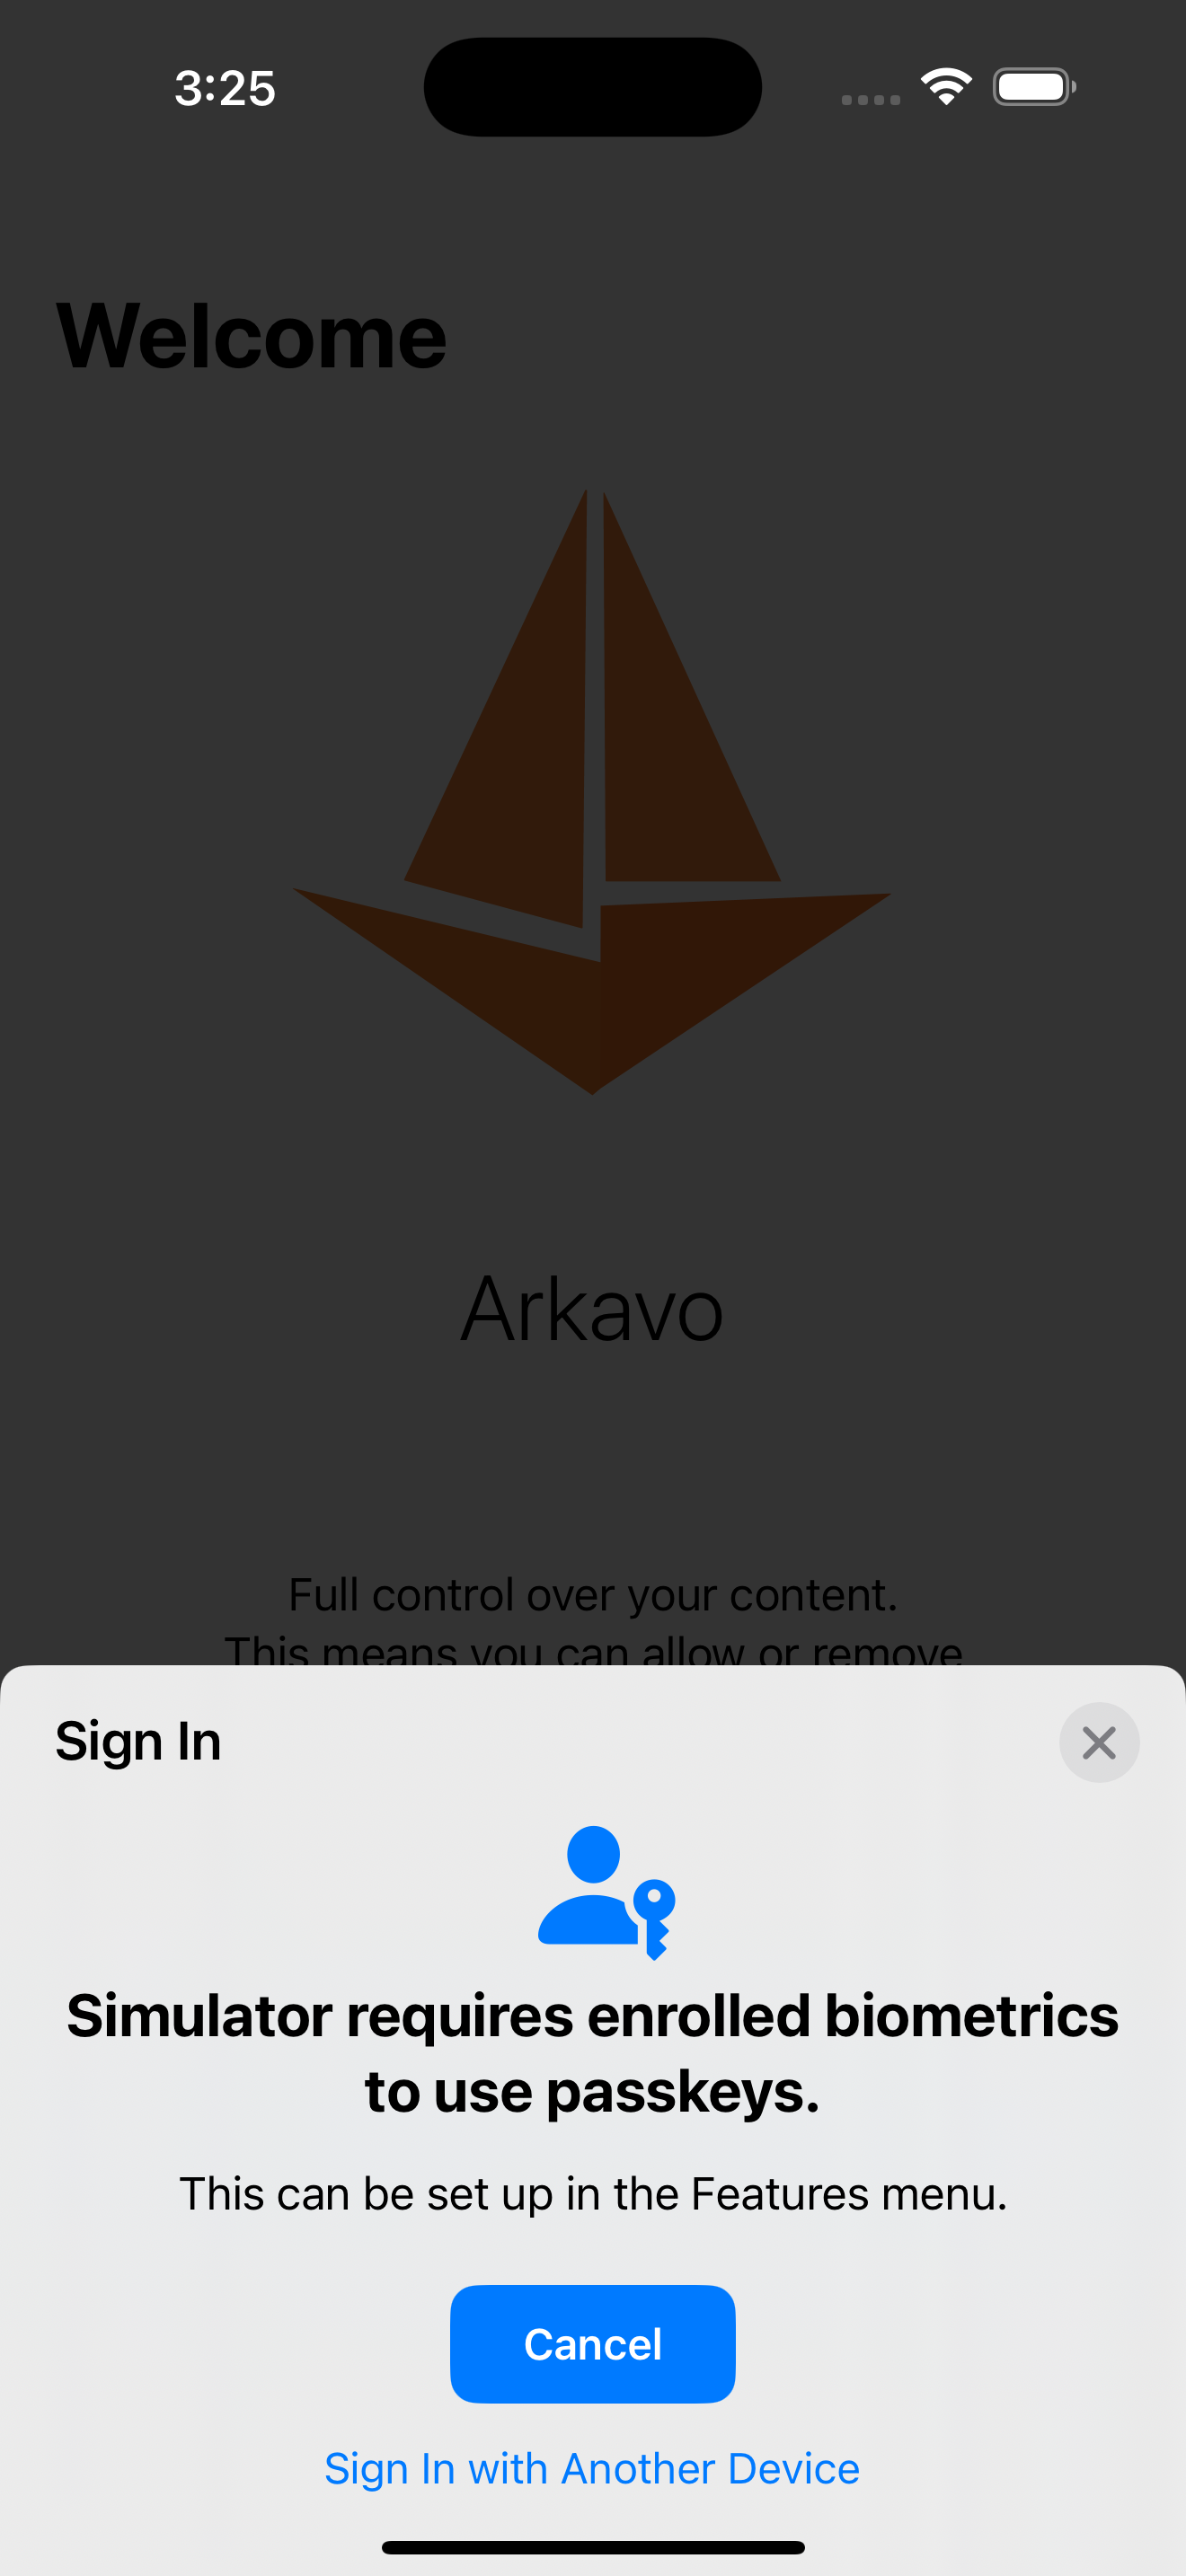 3:25
Welcome
Arkavo
Full control over your content.
This means you can allow or remove
Sign In
Simulator requires enrolled biometrics
to use passkeys.
This can be set up in the Features menu.
Cancel
Sign In with Another Device